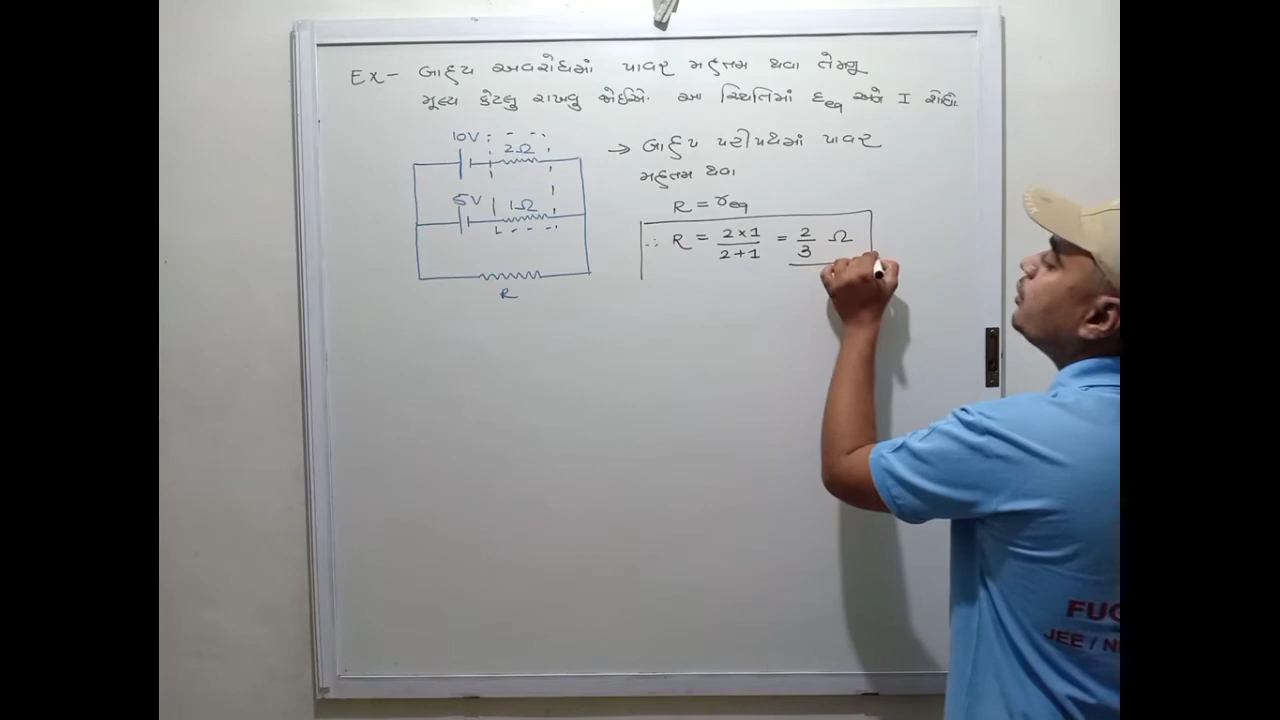 Ex- બાહ્ય અવરોધમાં પાવર મહત્તમ થવા તેમનુ
મૂલ્ય કેટલુ રાખવુ જોઈએ. આ સ્થિતિમાં εeq અને I શોધો.
10V
2Ω
5V
1Ω
R
→ બાહ્ય પરીપથમાં પાવર
મહત્તમ થવા
R = req
∴ R = 2×1/2+1 = 2/3 Ω
JEE /